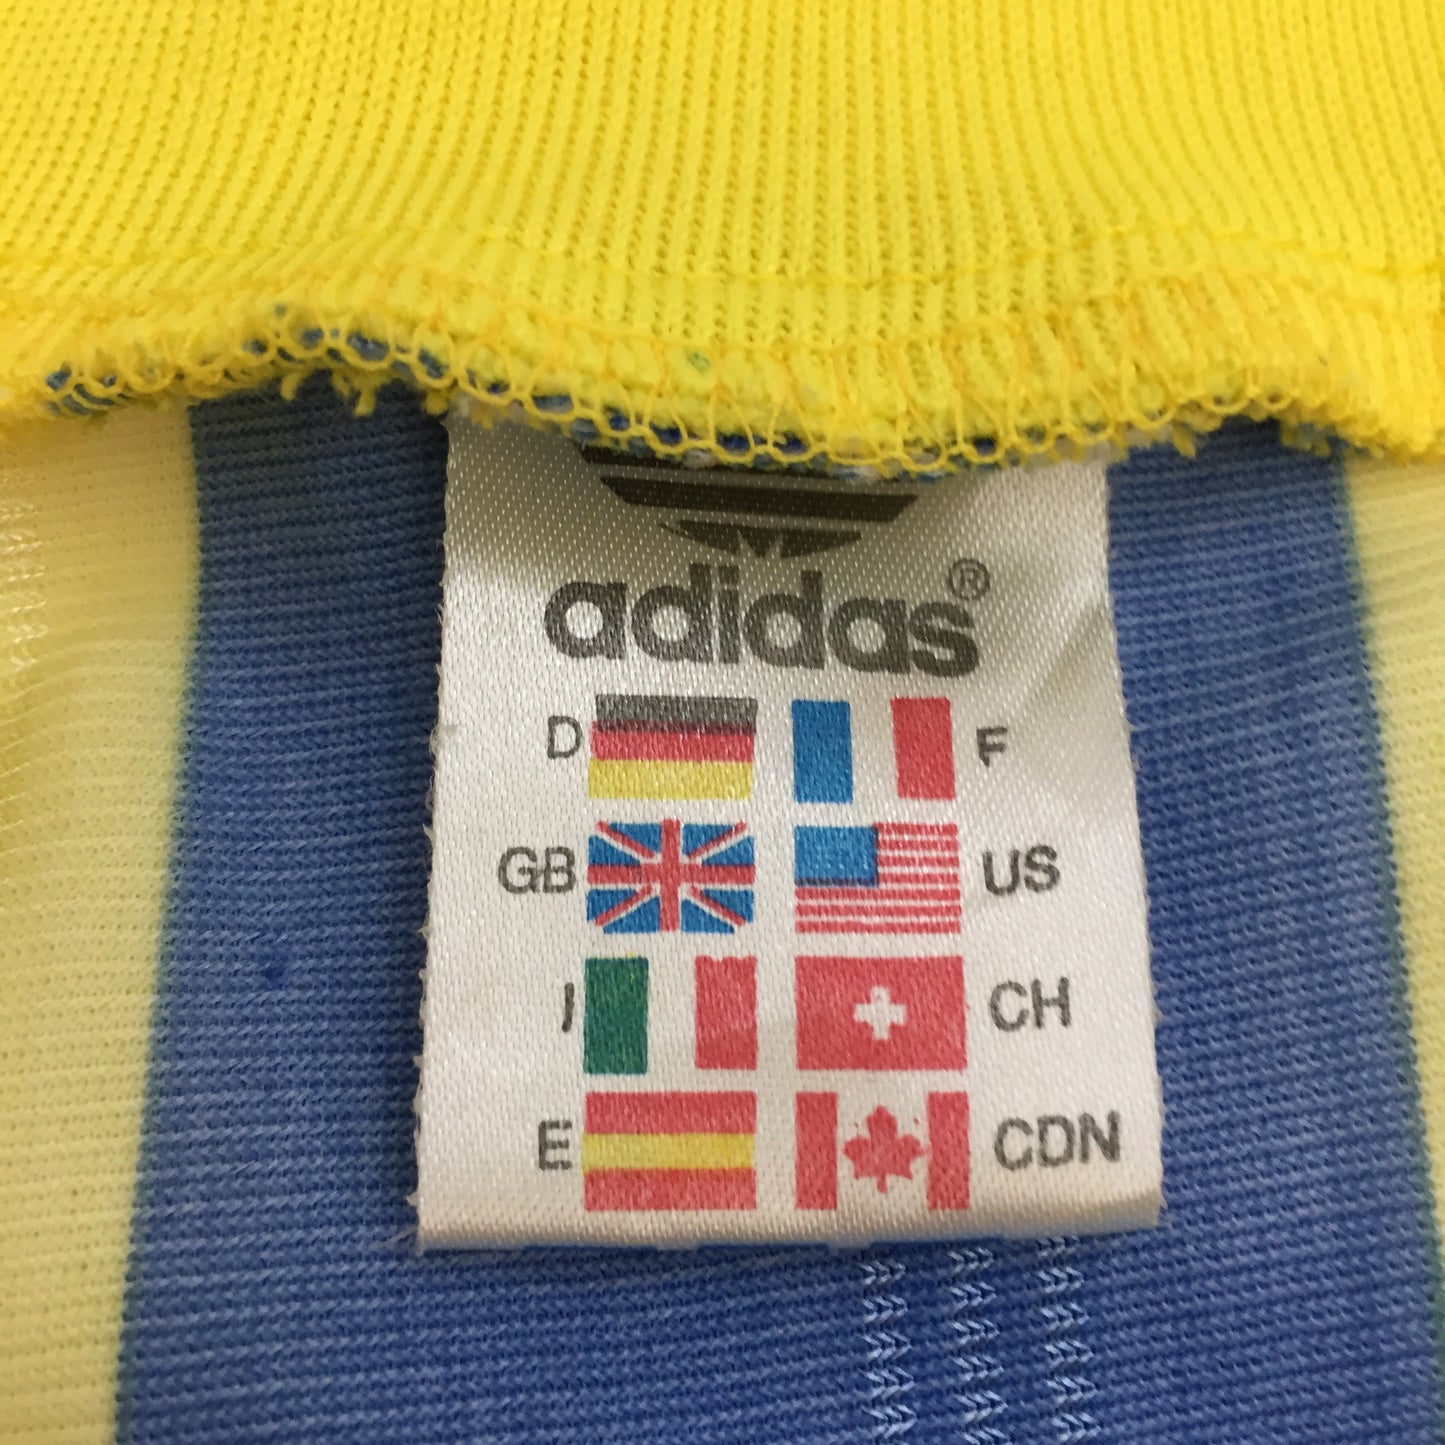 adidas®
D F
GB US
I CH
E CDN